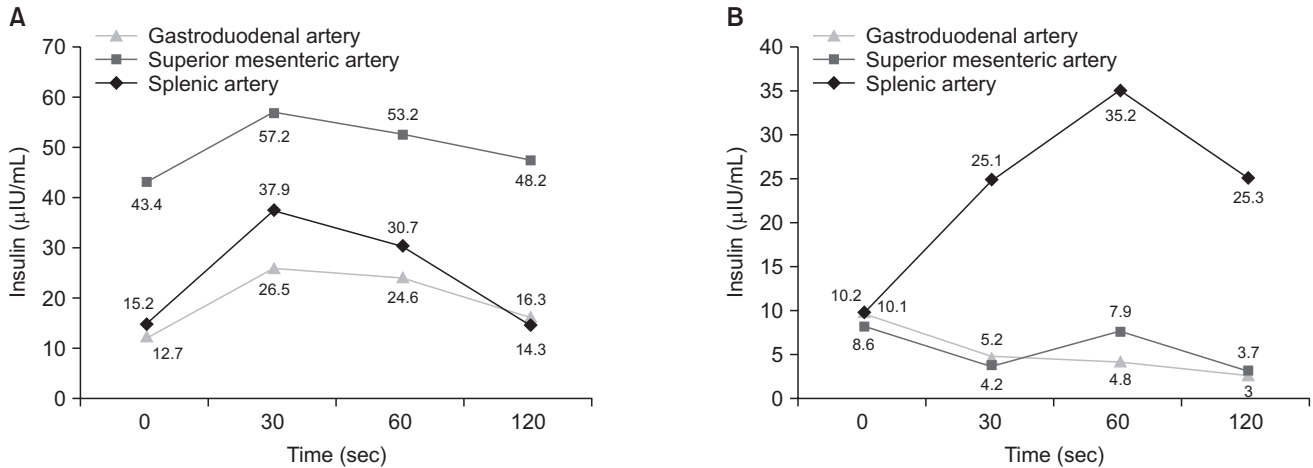 A
Gastroduodenal artery
Superior mesenteric artery
Splenic artery
Insulin (μIU/mL)
70
60
50
40
30
20
10
0
43.4
57.2
53.2
48.2
15.2
37.9
30.7
14.3
12.7
26.5
24.6
16.3
0 30 60 120
Time (sec)
B
Gastroduodenal artery
Superior mesenteric artery
Splenic artery
Insulin (μIU/mL)
40
35
30
25
20
15
10
5
0
10.2
10.1
8.6
25.1
35.2
25.3
5.2
4.2
7.9
4.8
3.7
3
0 30 60 120
Time (sec)